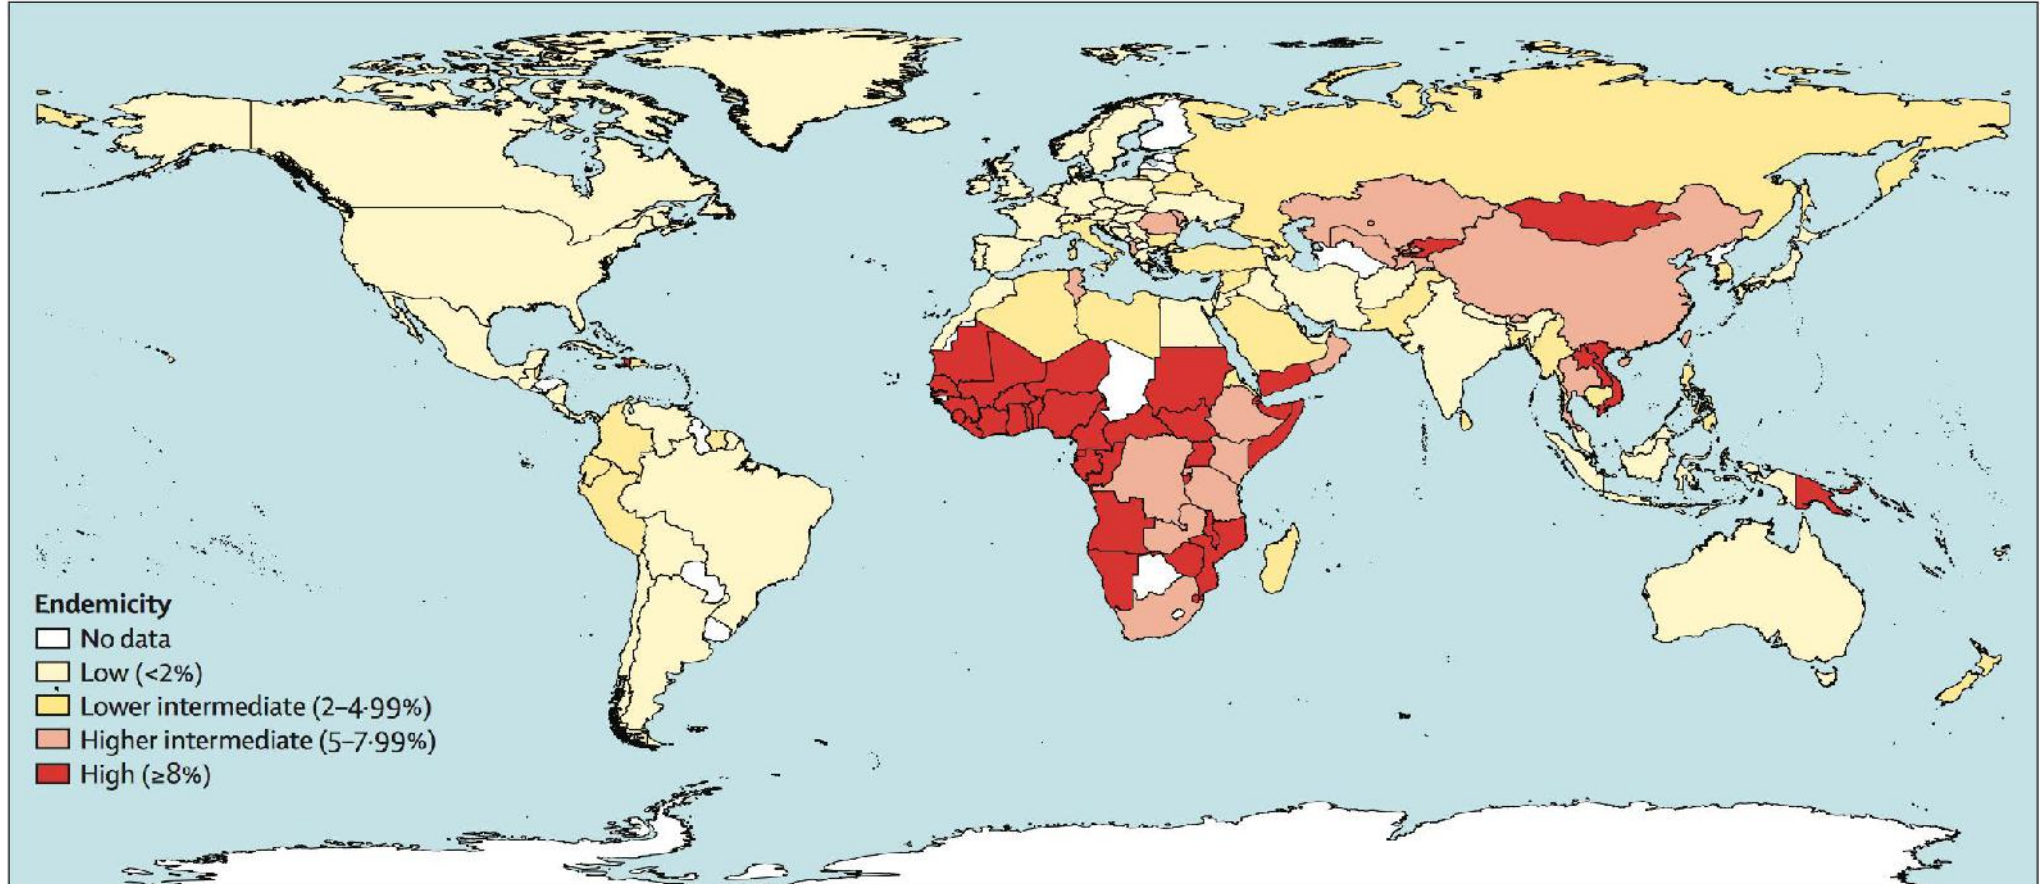 Endemicity
No data
Low (<2%)
Lower intermediate (2–4·99%)
Higher intermediate (5–7·99%)
High (≥8%)